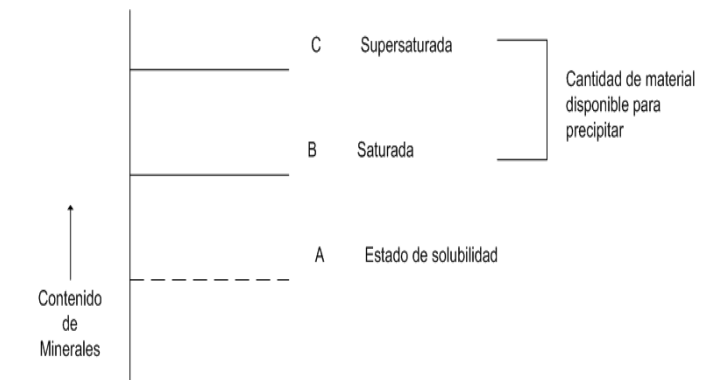 C Supersaturada
Cantidad de material
disponible para
precipitar
B Saturada
A Estado de solubilidad
Contenido
de
Minerales